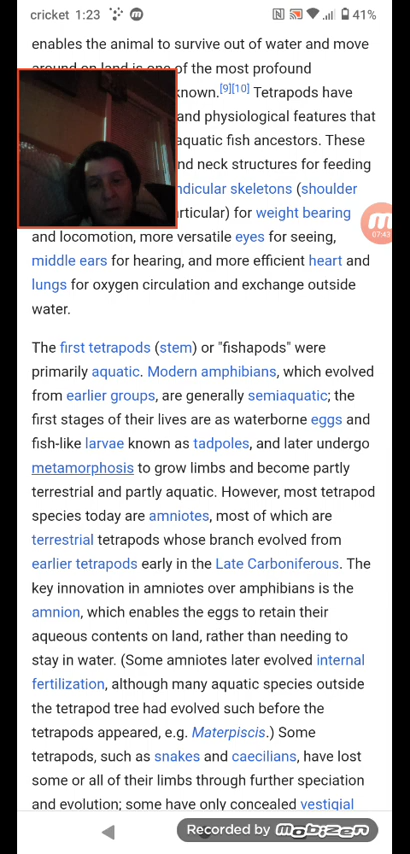 cricket 1:23 41%
enables the animal to survive out of water and move
around on land is one of the most profound
known.[9][10] Tetrapods have
and physiological features that
aquatic fish ancestors. These
nd neck structures for feeding
ndicular skeletons (shoulder
articular) for weight bearing
07:43
and locomotion, more versatile eyes for seeing,
middle ears for hearing, and more efficient heart and
lungs for oxygen circulation and exchange outside
water.
The first tetrapods (stem) or "fishapods" were
primarily aquatic. Modern amphibians, which evolved
from earlier groups, are generally semiaquatic; the
first stages of their lives are as waterborne eggs and
fish-like larvae known as tadpoles, and later undergo
metamorphosis to grow limbs and become partly
terrestrial and partly aquatic. However, most tetrapod
species today are amniotes, most of which are
terrestrial tetrapods whose branch evolved from
earlier tetrapods early in the Late Carboniferous. The
key innovation in amniotes over amphibians is the
amnion, which enables the eggs to retain their
aqueous contents on land, rather than needing to
stay in water. (Some amniotes later evolved internal
fertilization, although many aquatic species outside
the tetrapod tree had evolved such before the
tetrapods appeared, e.g. Materpiscis.) Some
tetrapods, such as snakes and caecilians, have lost
some or all of their limbs through further speciation
and evolution; some have only concealed vestigial
Recorded by mobizen